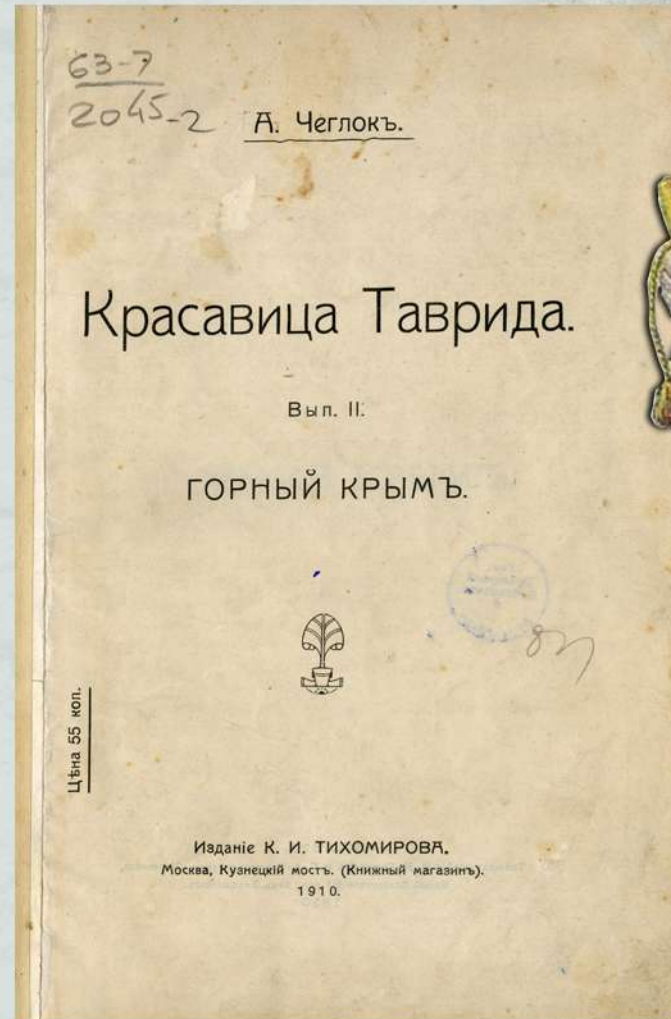 63-7
2045-2
А. Чеглокъ.
Красавица Таврида.
Вып. II.
ГОРНЫЙ КРЫМЪ.
Цѣна 55 коп.
Изданіе К. И. ТИХОМИРОВА.
Москва, Кузнецкій мостъ. (Книжный магазинъ).
1910.